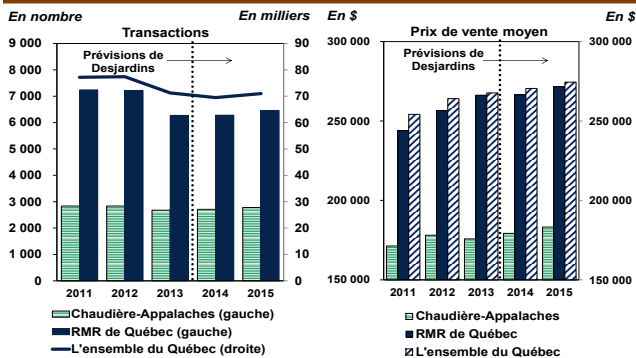 En nombre
En milliers
Transactions
9 000
90
Prévisions de
Desjardins
8 000
80
7 000
70
6 000
60
5 000
50
4 000
40
3 000
30
2 000
20
1 000
10
0
0
2011 2012 2013 2014 2015
Chaudière-Appalaches (gauche)
RMR de Québec (gauche)
L'ensemble du Québec (droite)
En $
En $
Prix de vente moyen
300 000
300 000
Prévisions de
Desjardins
250 000
250 000
200 000
200 000
150 000
150 000
2011 2012 2013 2014 2015
Chaudière-Appalaches
RMR de Québec
L'ensemble du Québec